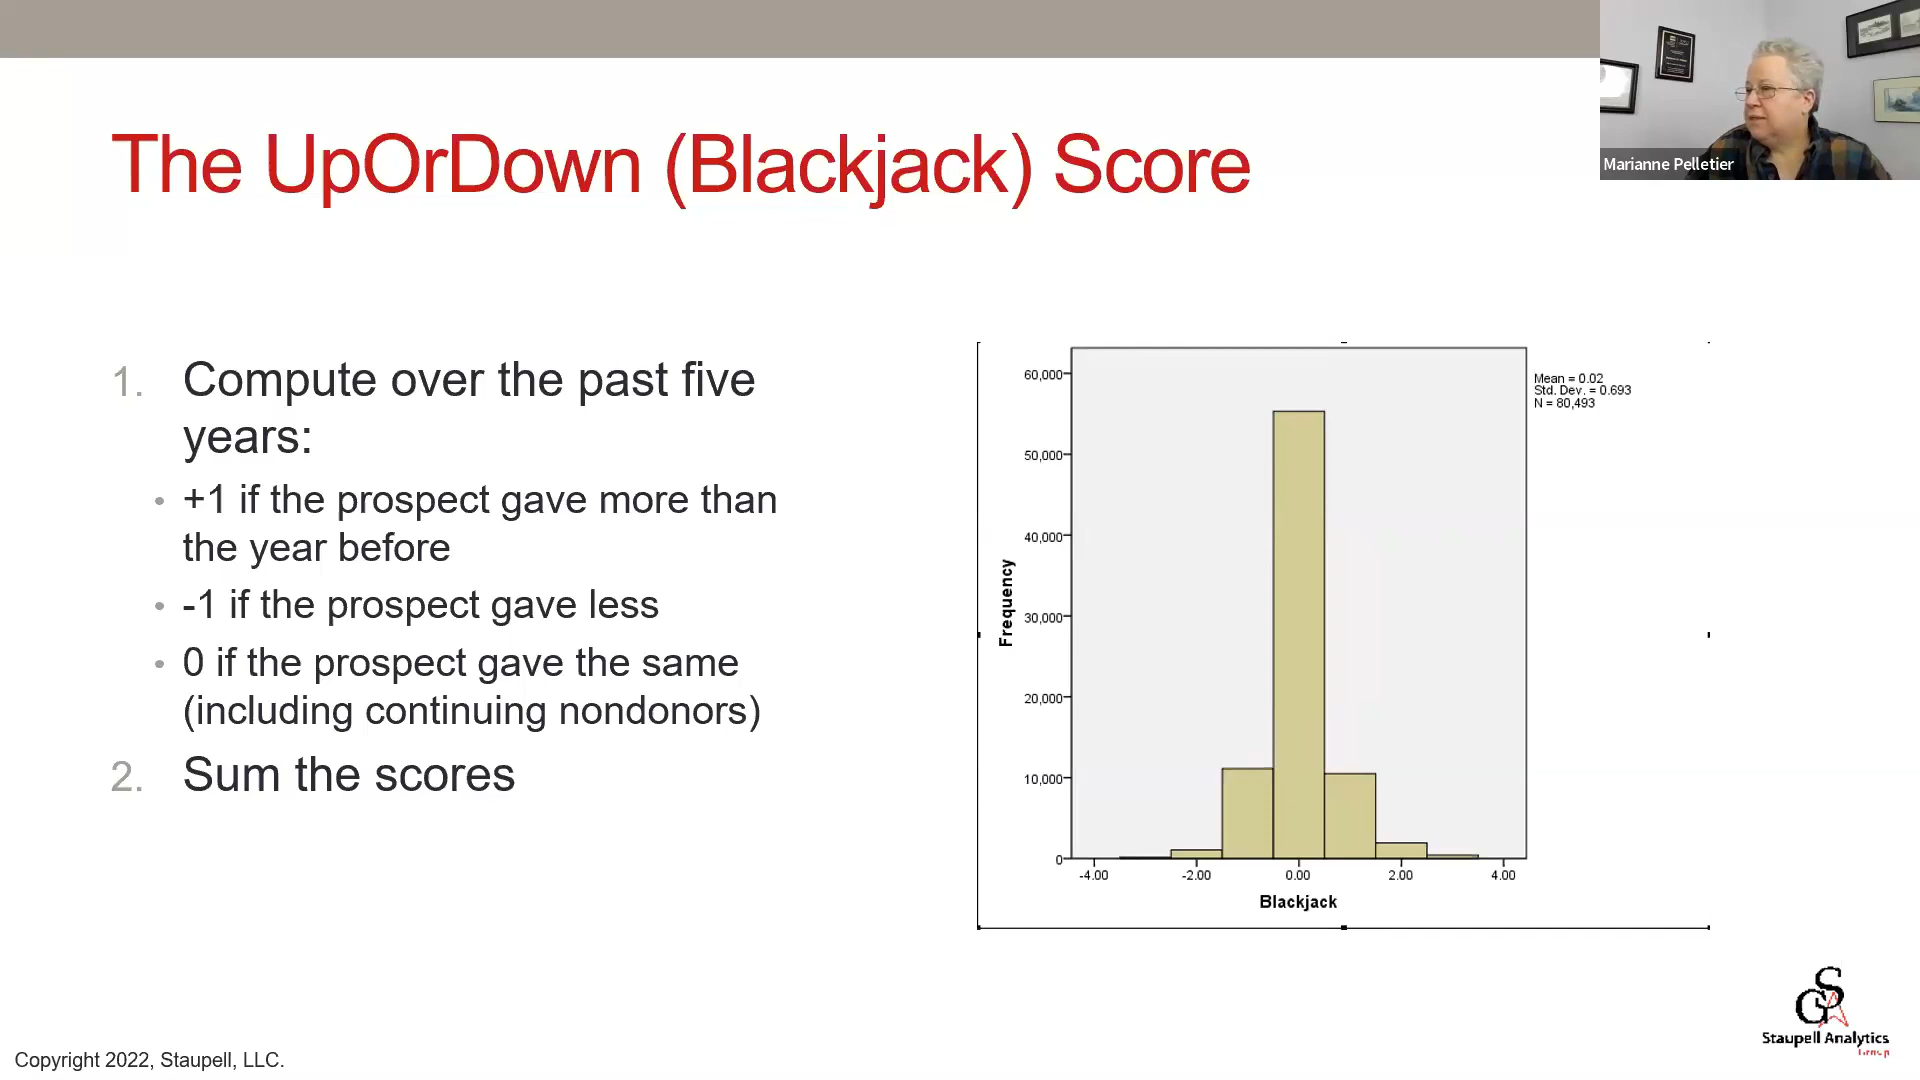 The UpOrDown (Blackjack) Score
Marianne Pelletier
1. Compute over the past five
years:
• +1 if the prospect gave more than
the year before
• -1 if the prospect gave less
• 0 if the prospect gave the same
(including continuing nondonors)
2. Sum the scores
60,000
50,000
40,000
30,000
20,000
10,000
0
Frequency
-4.00 -2.00 0.00 2.00 4.00
Blackjack
Mean = 0.02
Std. Dev. = 0.693
N = 80,493
Staupell Analytics
Group
Copyright 2022, Staupell, LLC.